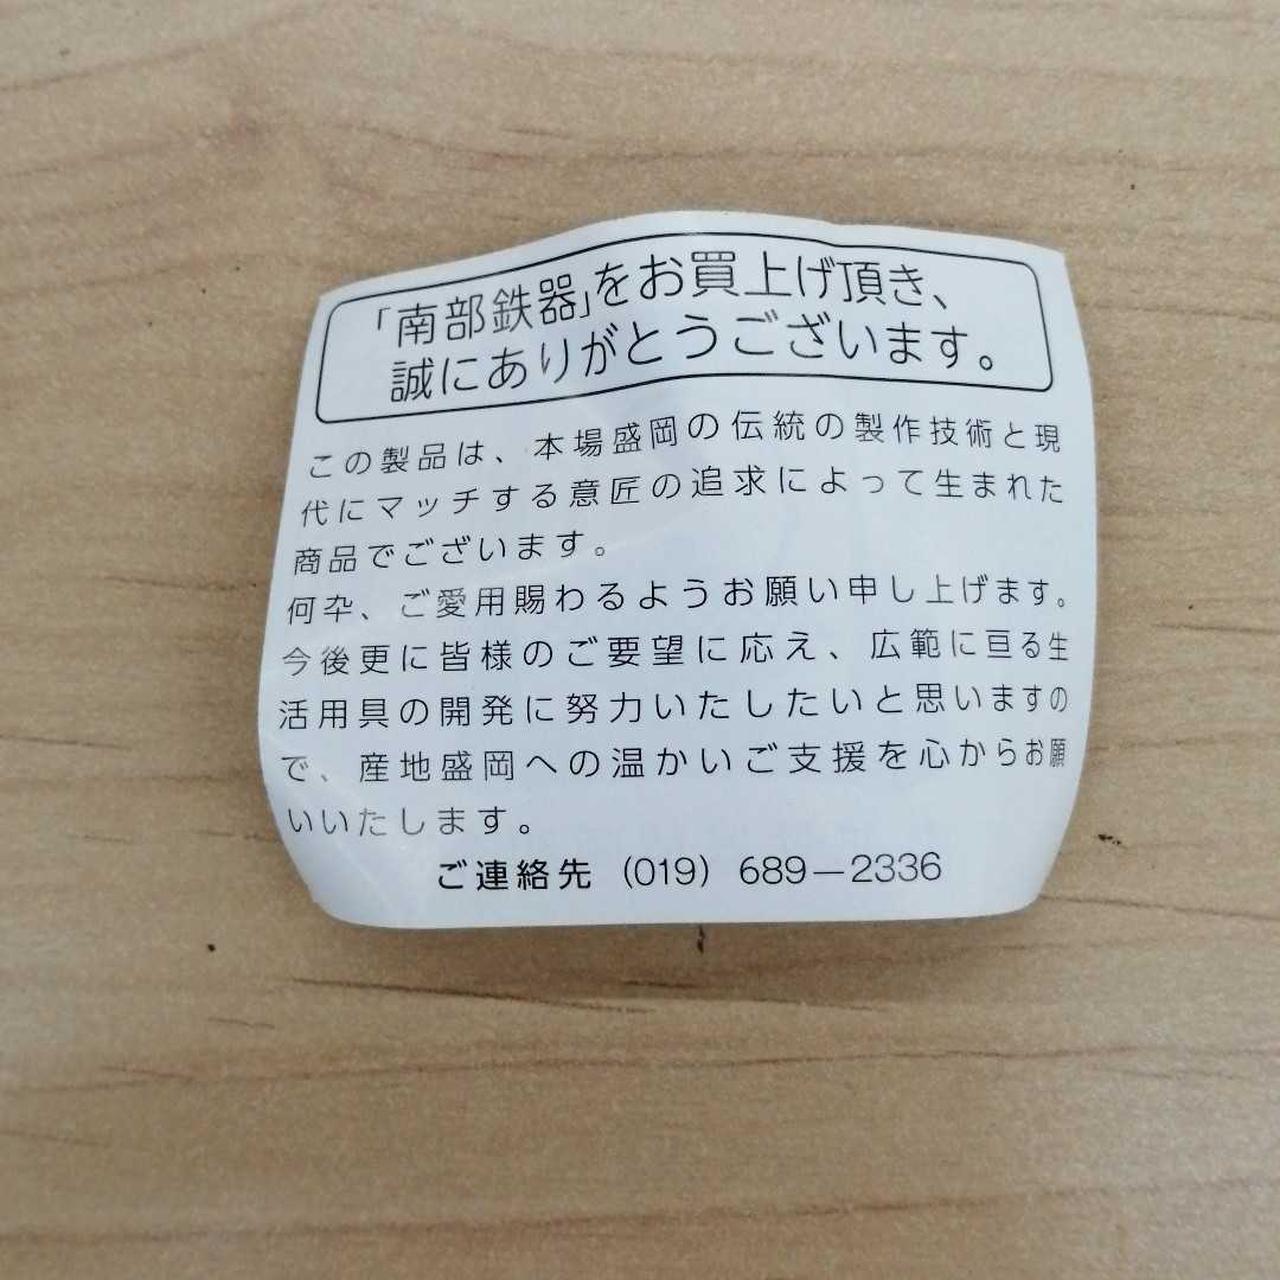 「南部鉄器」をお買上げ頂き、
誠にありがとうございます。
この製品は、本場盛岡の伝統の製作技術と現
代にマッチする意匠の追求によって生まれた
商品でございます。
何卆、ご愛用賜わるようお願い申し上げます。
今後更に皆様のご要望に応え、広範に亘る生
活用具の開発に努力いたしたいと思いますの
で、産地盛岡への温かいご支援を心からお願
いいたします。
ご連絡先（019）689－2336